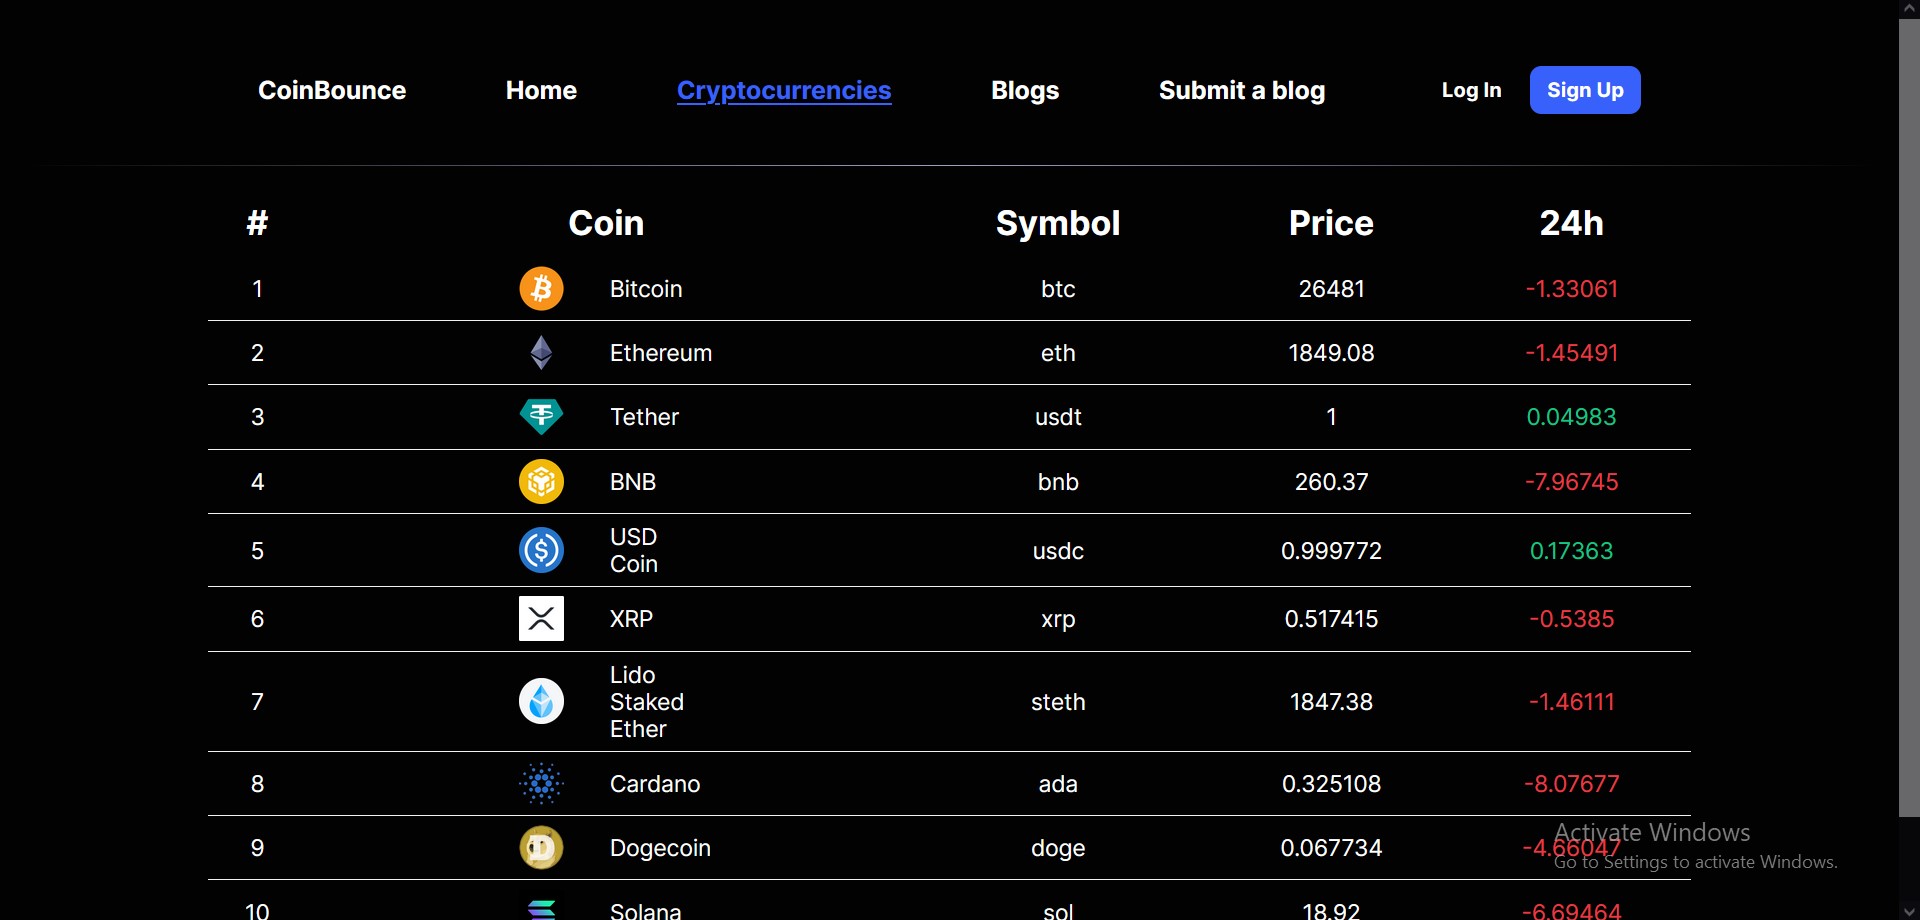 CoinBounce Home Cryptocurrencies Blogs Submit a blog Log In Sign Up
# Coin Symbol Price 24h
1 Bitcoin btc 26481 -1.33061
2 Ethereum eth 1849.08 -1.45491
3 Tether usdt 1 0.04983
4 BNB bnb 260.37 -7.96745
5 USD Coin usdc 0.999772 0.17363
6 XRP xrp 0.517415 -0.5385
7 Lido Staked Ether steth 1847.38 -1.46111
8 Cardano ada 0.325108 -8.07677
9 Dogecoin doge 0.067734 -4.66047
Activate Windows
Go to Settings to activate Windows.
10 Solana sol 18.92 -6.69464